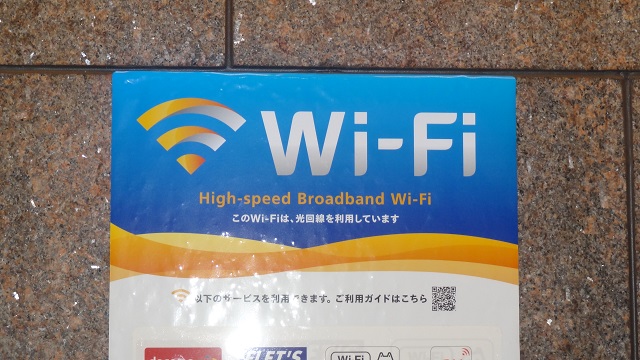 Wi-Fi
High-speed Broadband Wi-Fi
このWi-Fiは、光回線を利用しています
以下のサービスを利用できます。ご利用ガイドはこちら
FLET'S Wi Fi